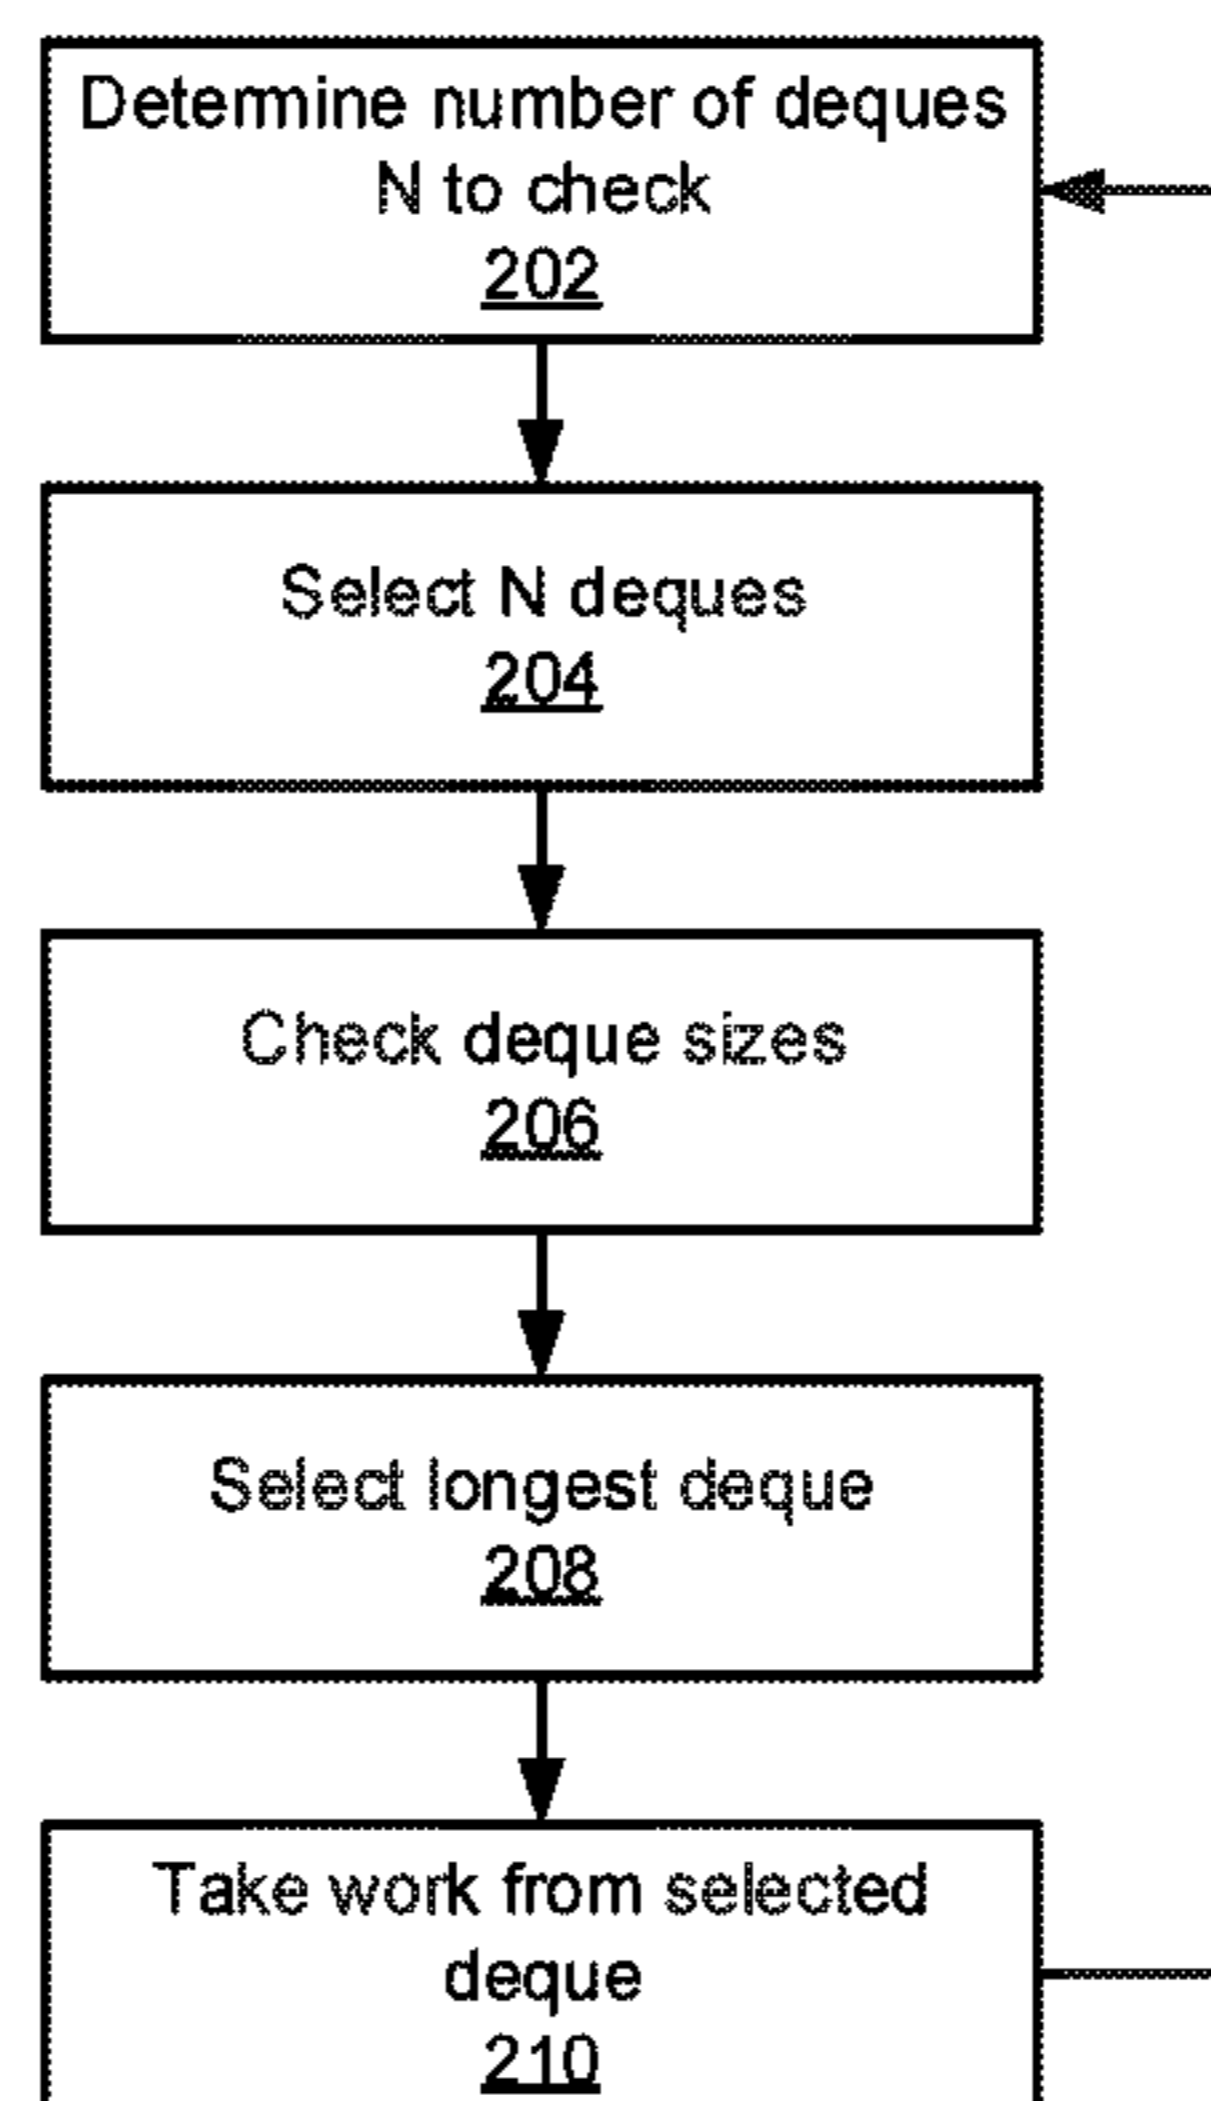 Determine number of deques
N to check
202
Select N deques
204
Check deque sizes
206
Select longest deque
208
Take work from selected
deque
210